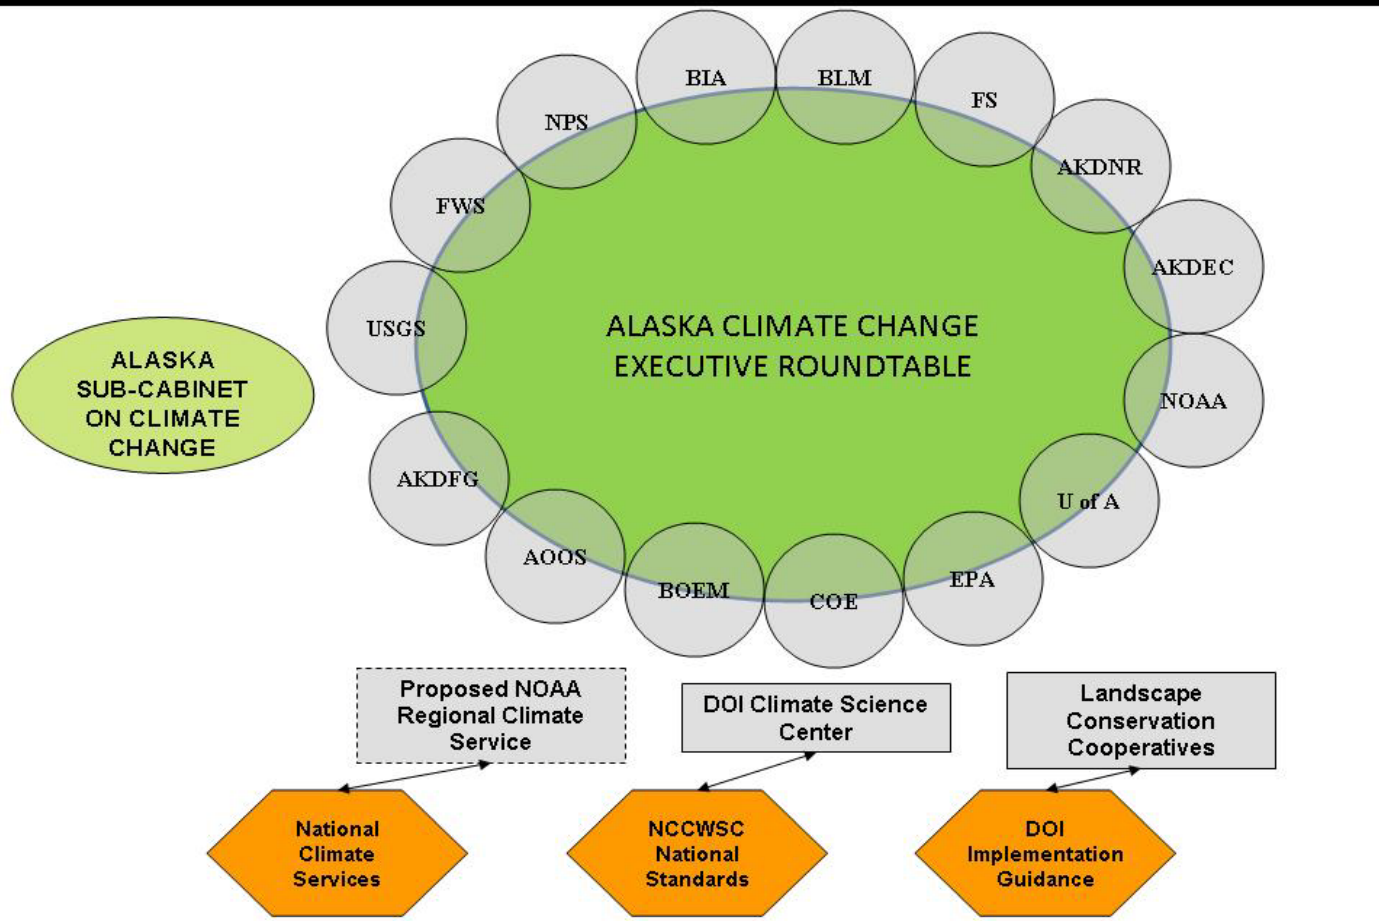 BIA
BLM
FS
NPS
AKDNR
FWS
AKDEC
USGS
ALASKA CLIMATE CHANGE
EXECUTIVE ROUNDTABLE
ALASKA
SUB-CABINET
ON CLIMATE
CHANGE
NOAA
AKDFG
U of A
AOOS
BOEM
COE
EPA
Proposed NOAA
Regional Climate
Service
DOI Climate Science
Center
Landscape
Conservation
Cooperatives
National
Climate
Services
NCCWSC
National
Standards
DOI
Implementation
Guidance